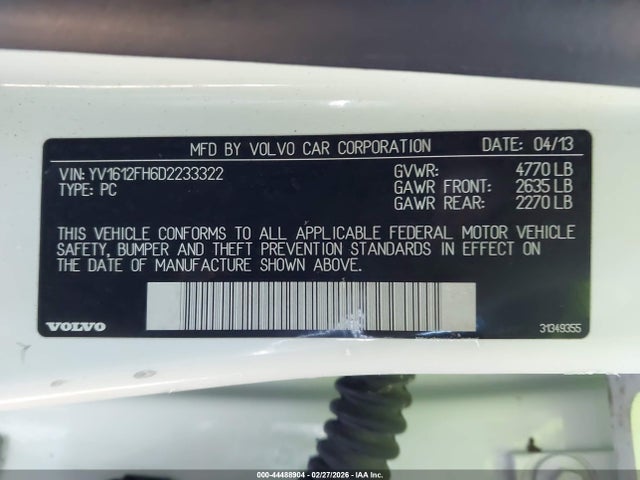 MFD BY VOLVO CAR CORPORATION DATE: 04/13
VIN: YV1612FH6D2233322 GVWR: 4770 LB
TYPE: PC GAWR FRONT: 2635 LB
GAWR REAR: 2270 LB
THIS VEHICLE CONFORMS TO ALL APPLICABLE FEDERAL MOTOR VEHICLE
SAFETY, BUMPER AND THEFT PREVENTION STANDARDS IN EFFECT ON
THE DATE OF MANUFACTURE SHOWN ABOVE.
VOLVO 31349355
000-44488904 - 02/27/2026 - IAA Inc.